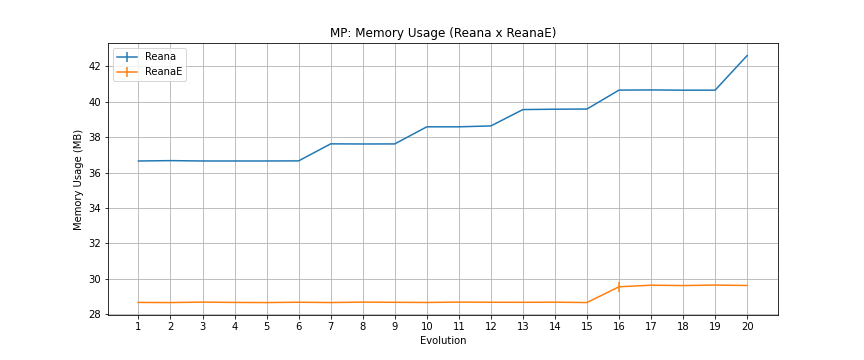 MP: Memory Usage (Reana x ReanaE)
Reana
ReanaE
Memory Usage (MB)
42
40
38
36
34
32
30
28
1 2 3 4 5 6 7 8 9 10 11 12 13 14 15 16 17 18 19 20
Evolution